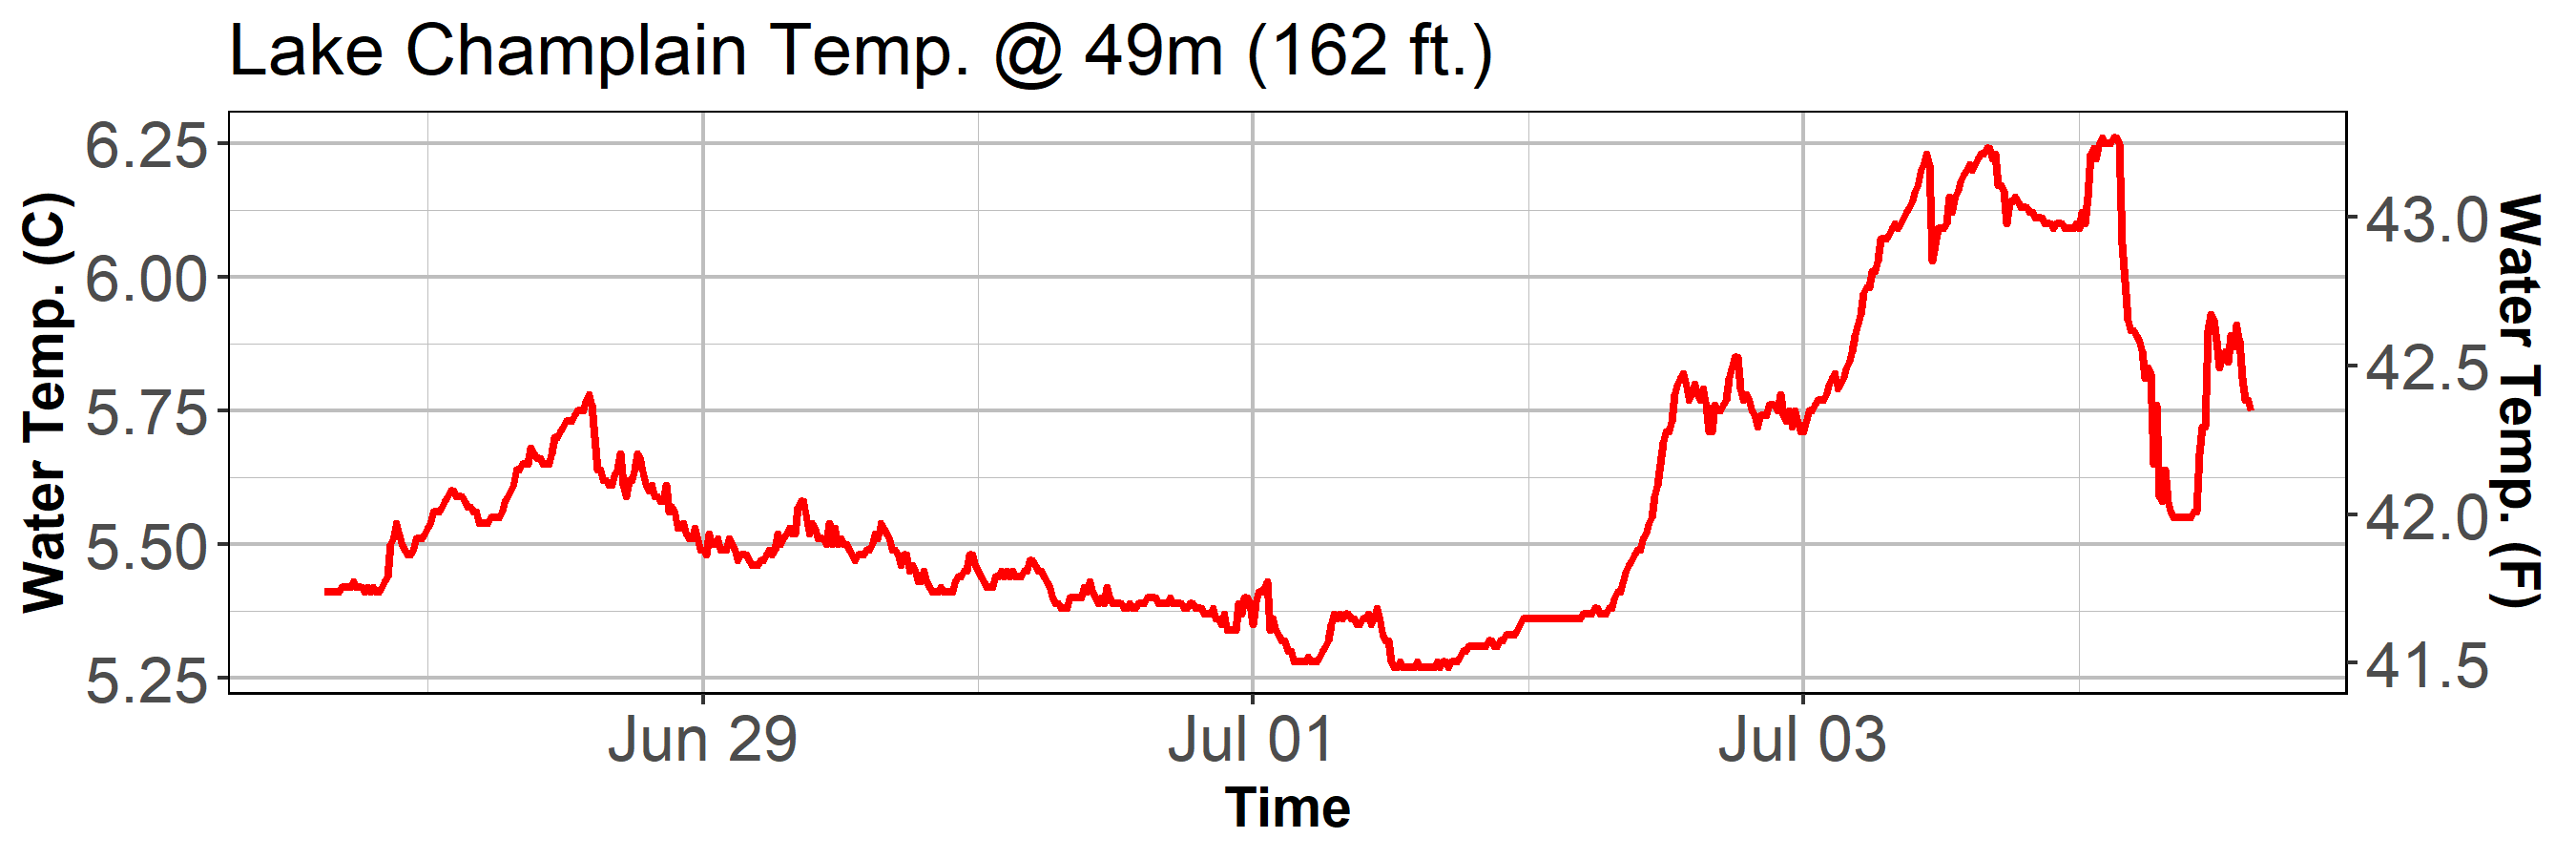 Lake Champlain Temp. @ 49m (162 ft.)
Water Temp. (C)
6.25
6.00
5.75
5.50
5.25
43.0
42.5
42.0
41.5
Water Temp. (F)
Jun 29
Jul 01
Jul 03
Time